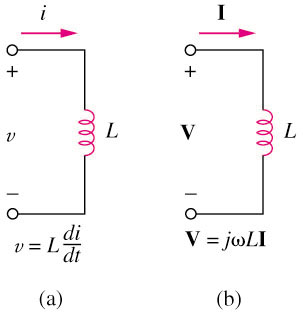 i I
+ +
v L V L
− −
v = L di/dt V = jωLI
(a) (b)